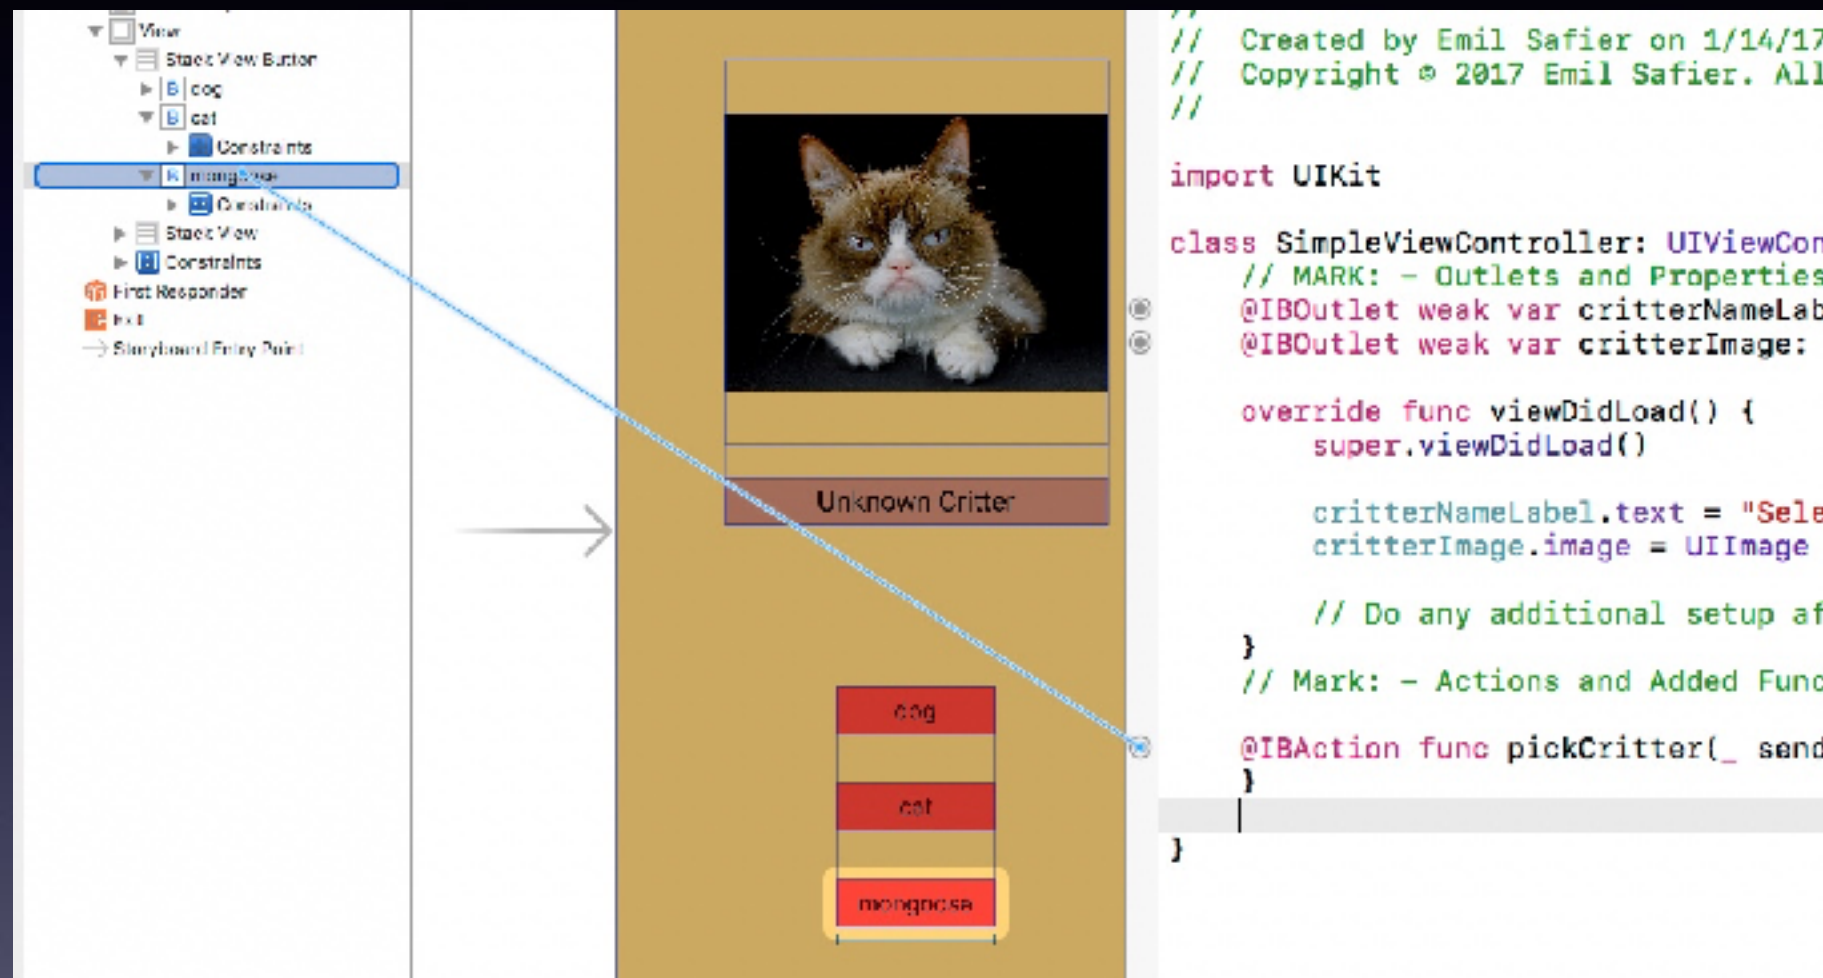 View
Stack View Button
B dog
B cat
Constraints
B mongoose
Constraints
Stack View
Constraints
First Responder
Exit
Storyboard Entry Point
Unknown Critter
dog
cat
mongoose
//
// Created by Emil Safier on 1/14/17
// Copyright © 2017 Emil Safier. All
//
import UIKit
class SimpleViewController: UIViewCon
// MARK: - Outlets and Properties
@IBOutlet weak var critterNameLab
@IBOutlet weak var critterImage:
override func viewDidLoad() {
super.viewDidLoad()
critterNameLabel.text = "Sele
critterImage.image = UIImage
// Do any additional setup af
}
// Mark: - Actions and Added Func
@IBAction func pickCritter(_ send
}
}